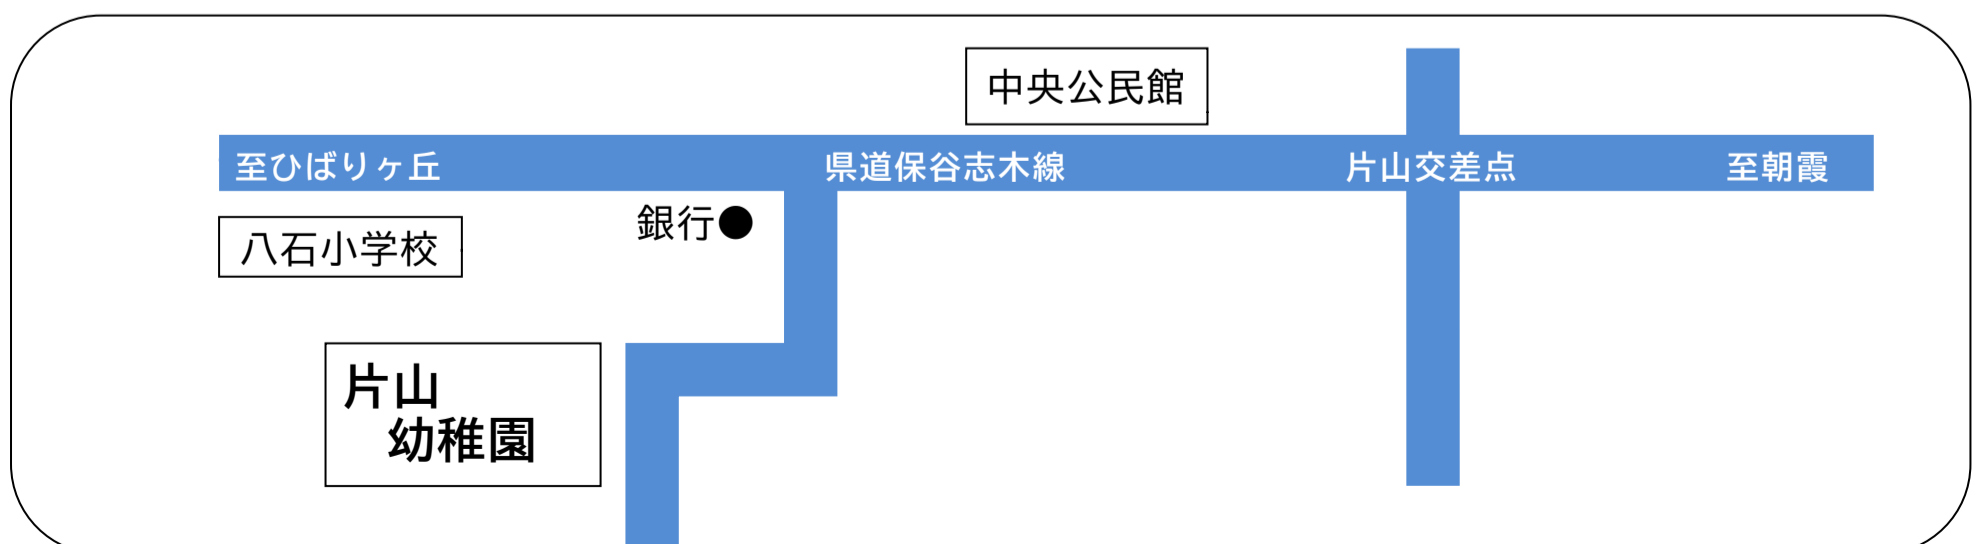 中央公民館
至ひばりヶ丘
県道保谷志木線
片山交差点
至朝霞
銀行●
八石小学校
片山
幼稚園